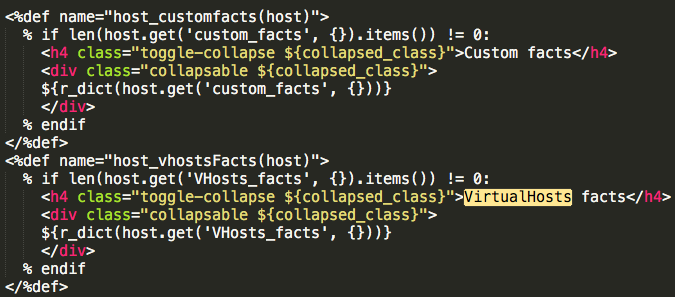 <%def name="host_customfacts(host)">
  % if len(host.get('custom_facts', {}).items()) != 0:
    <h4 class="toggle-collapse ${collapsed_class}">Custom facts</h4>
    <div class="collapsable ${collapsed_class}">
    ${r_dict(host.get('custom_facts', {}))}
    </div>
  % endif
</%def>
<%def name="host_vhostsFacts(host)">
  % if len(host.get('VHosts_facts', {}).items()) != 0:
    <h4 class="toggle-collapse ${collapsed_class}">VirtualHosts facts</h4>
    <div class="collapsable ${collapsed_class}">
    ${r_dict(host.get('VHosts_facts', {}))}
    </div>
  % endif
</%def>